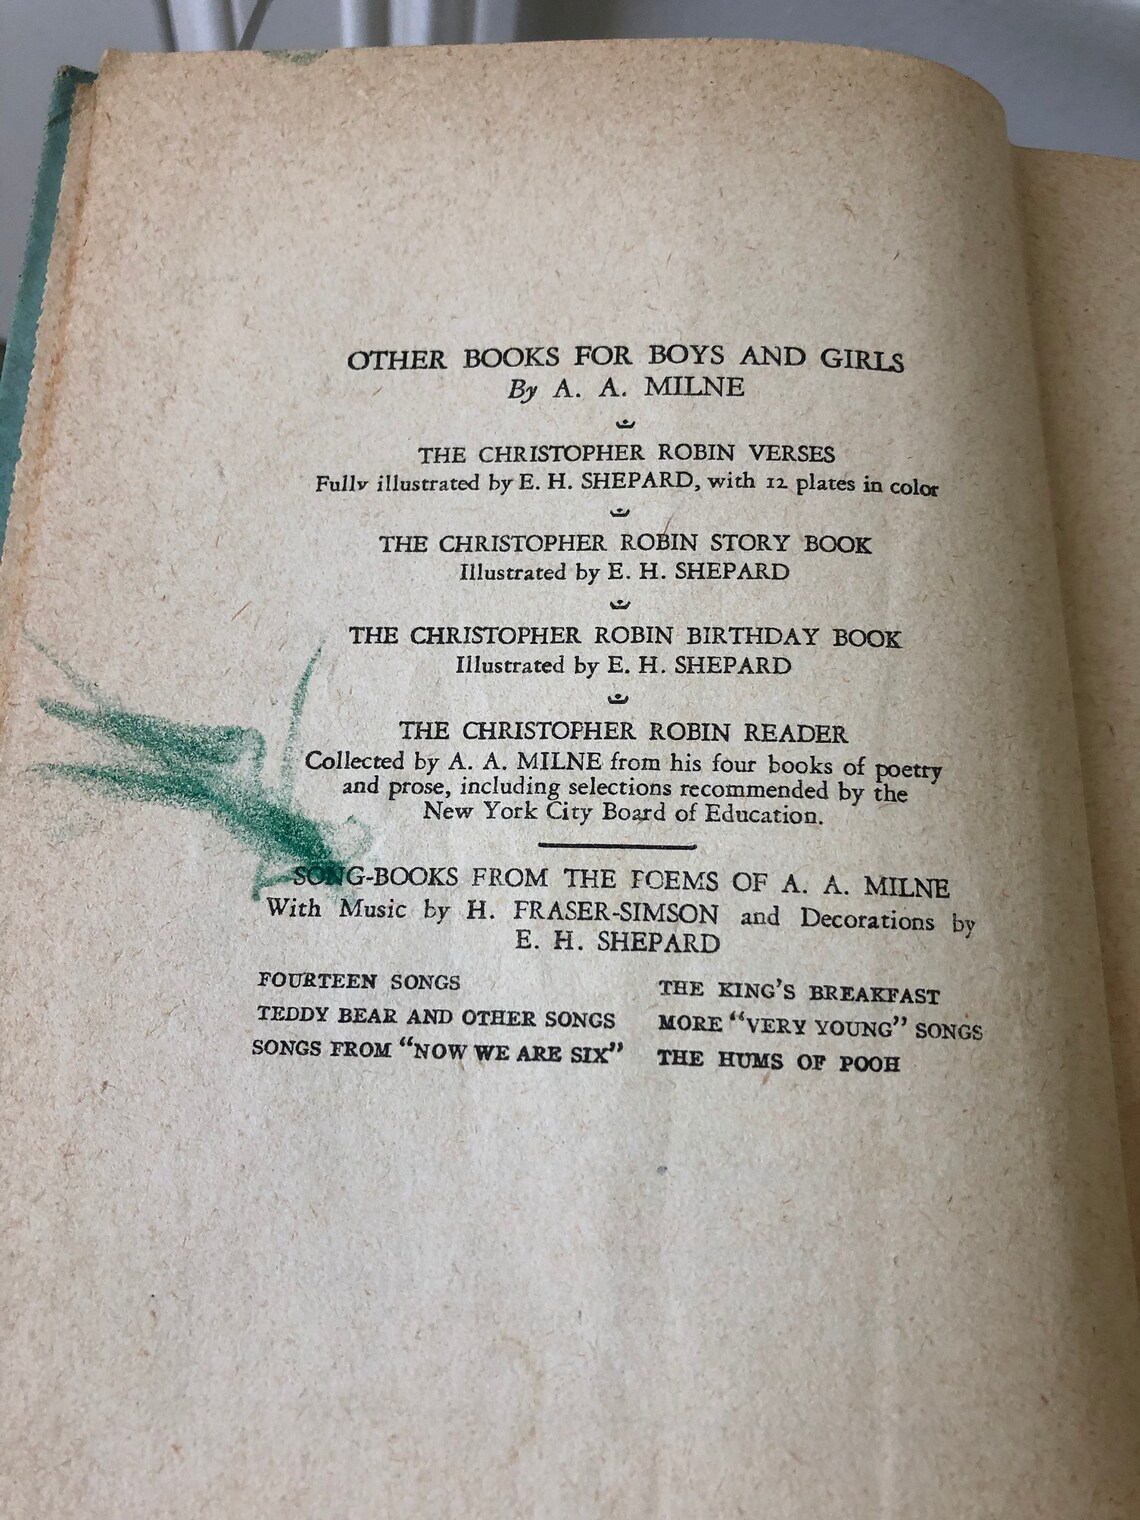 OTHER BOOKS FOR BOYS AND GIRLS
By A. A. MILNE
THE CHRISTOPHER ROBIN VERSES
Fully illustrated by E. H. SHEPARD, with 12 plates in color
THE CHRISTOPHER ROBIN STORY BOOK
Illustrated by E. H. SHEPARD
THE CHRISTOPHER ROBIN BIRTHDAY BOOK
Illustrated by E. H. SHEPARD
THE CHRISTOPHER ROBIN READER
Collected by A. A. MILNE from his four books of poetry
and prose, including selections recommended by the
New York City Board of Education.
SONG-BOOKS FROM THE POEMS OF A. A. MILNE
With Music by H. FRASER-SIMSON and Decorations by
E. H. SHEPARD
FOURTEEN SONGS
TEDDY BEAR AND OTHER SONGS
SONGS FROM “NOW WE ARE SIX”
THE KING’S BREAKFAST
MORE “VERY YOUNG” SONGS
THE HUMS OF POOH